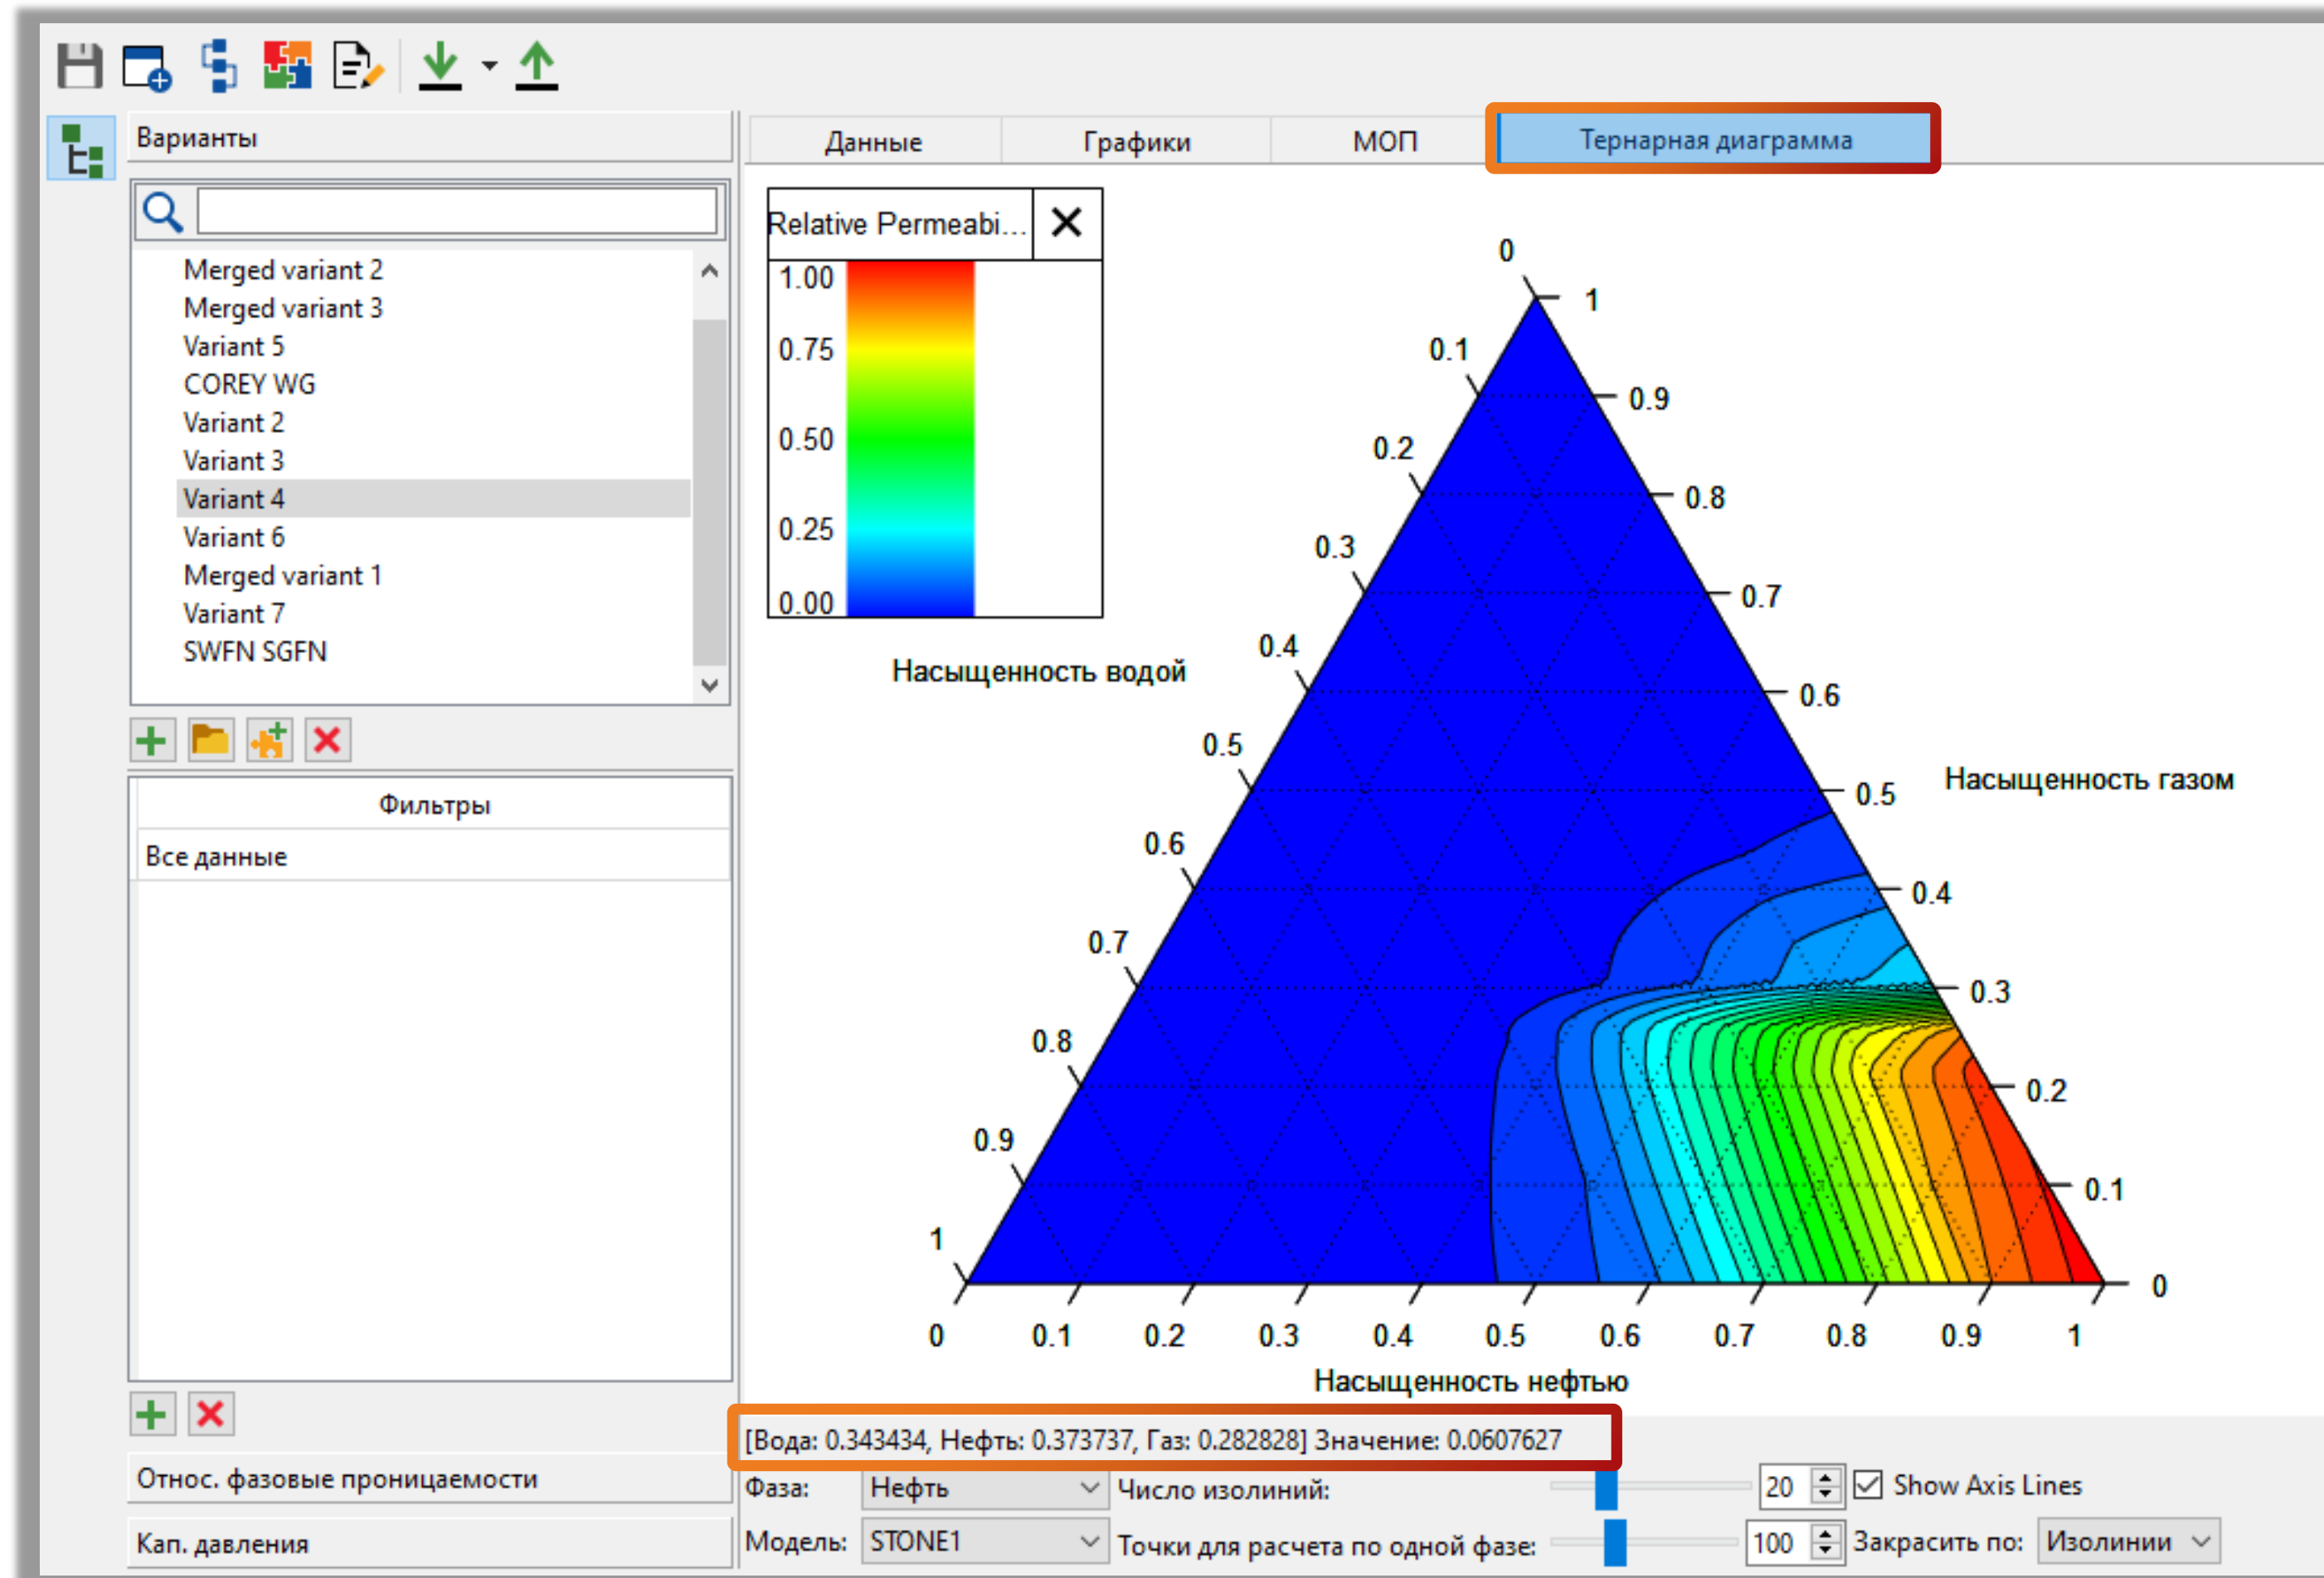 Варианты
Merged variant 2
Merged variant 3
Variant 5
COREY WG
Variant 2
Variant 3
Variant 4
Variant 6
Merged variant 1
Variant 7
SWFN SGFN
Фильтры
Все данные
Относ. фазовые проницаемости
Кап. давления
Данные Графики МОП Тернарная диаграмма
Relative Permeabi...
1.00
0.75
0.50
0.25
0.00
Насыщенность водой
0
0.1
0.2
0.3
0.4
0.5
0.6
0.7
0.8
0.9
1
1
0.9
0.8
0.7
0.6
0.5
0.4
0.3
0.2
0.1
0
Насыщенность газом
0 0.1 0.2 0.3 0.4 0.5 0.6 0.7 0.8 0.9 1
Насыщенность нефтью
[Вода: 0.343434, Нефть: 0.373737, Газ: 0.282828] Значение: 0.0607627
Фаза: Нефть Число изолиний: 20 Show Axis Lines
Модель: STONE1 Точки для расчета по одной фазе: 100 Закрасить по: Изолинии